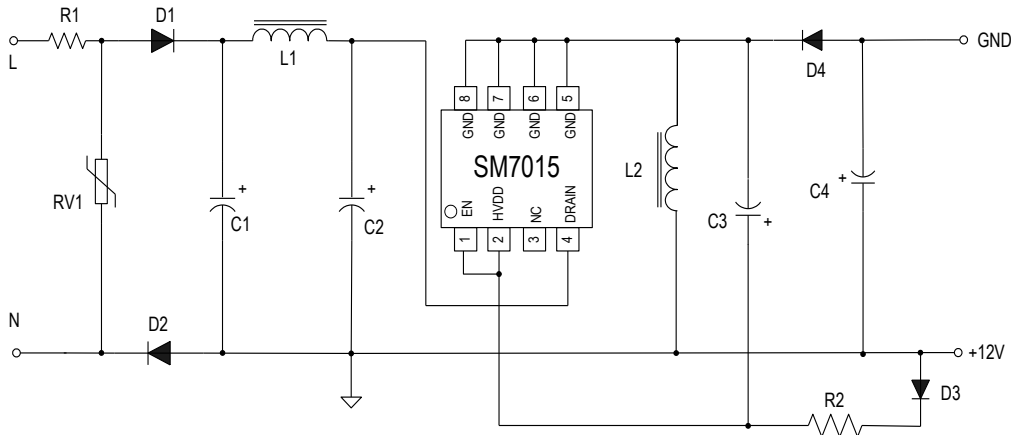 R1
D1
L
L1
8
7
6
5
GND
GND
GND
GND
D4
GND
SM7015
EN
HVDD
NC
DRAIN
1
2
3
4
RV1
+
C1
+
C2
L2
C3
+
C4
+
N
D2
+12V
D3
R2